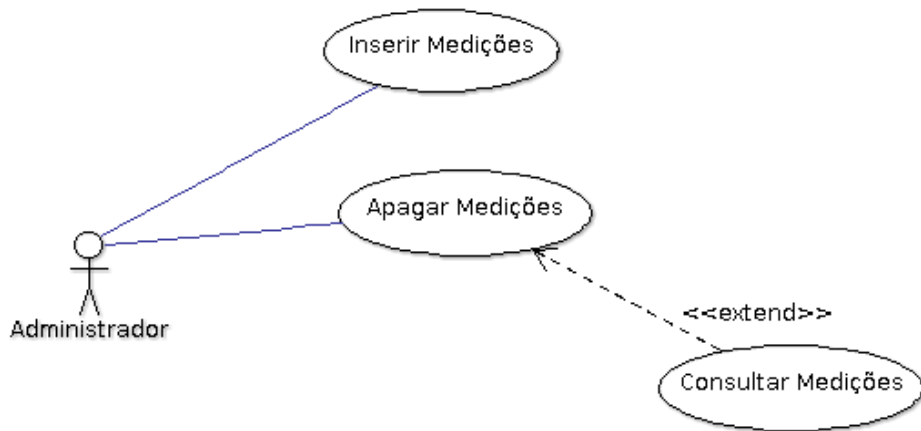 Inserir Medições
Apagar Medições
Administrador
<<extend>>
Consultar Medições